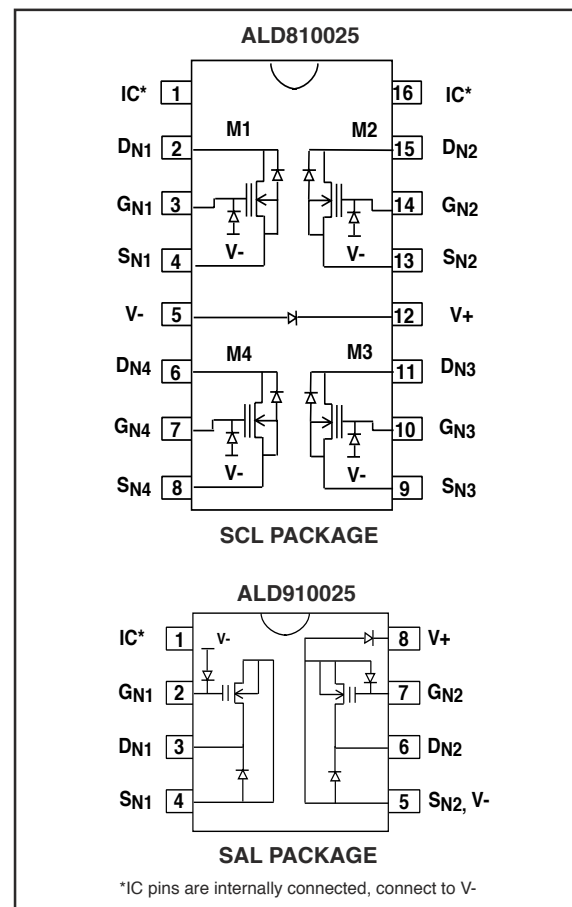 ALD810025
IC* 1 16 IC*
M1 M2
DN1 2 15 DN2
GN1 3 14 GN2
V- V-
SN1 4 13 SN2
V- 5 12 V+
M4 M3
DN4 6 11 DN3
GN4 7 10 GN3
V- V-
SN4 8 9 SN3
SCL PACKAGE
ALD910025
IC* 1 V- 8 V+
GN1 2 7 GN2
DN1 3 6 DN2
SN1 4 5 SN2, V-
SAL PACKAGE
*IC pins are internally connected, connect to V-